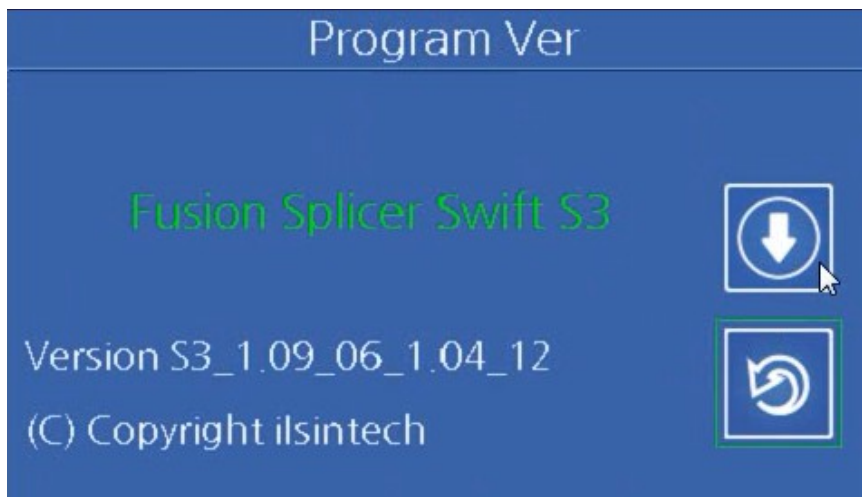 Program Ver
Fusion Splicer Swift S3
Version S3_1.09_06_1.04_12
(C) Copyright ilsintech